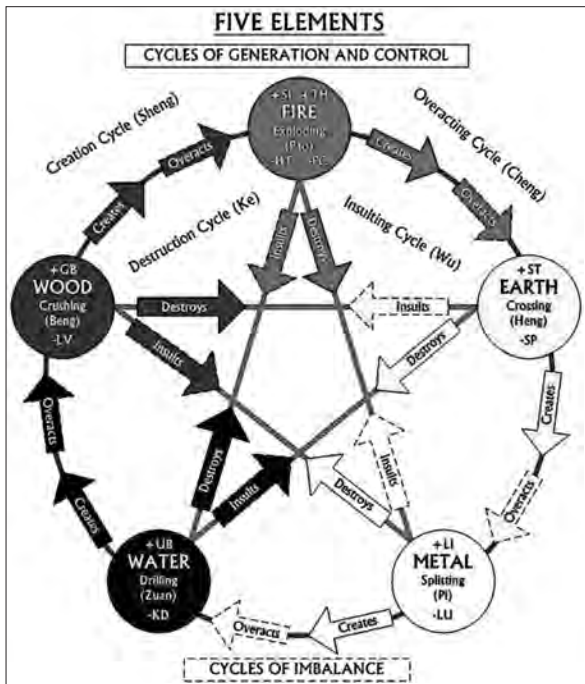 FIVE ELEMENTS
CYCLES OF GENERATION AND CONTROL
Creation Cycle (Sheng)
Overacting Cycle (Cheng)
+SI +TH
FIRE
Exploding
(Pao)
-HT -PC
Creates
Overacts
Creates
Overacts
Destruction Cycle (Ke)
Insulting Cycle (Wu)
Insults
Destroys
+GB
WOOD
Crushing
(Beng)
-LV
Destroys
Insults
+ST
EARTH
Crossing
(Heng)
-SP
Insults
Destroys
Creates
Overacts
Overacts
Creates
Destroys
Insults
Destroys
Insults
+UB
WATER
Drilling
(Zuan)
-KD
+LI
METAL
Splisting
(Pi)
-LU
Overacts
Creates
CYCLES OF IMBALANCE